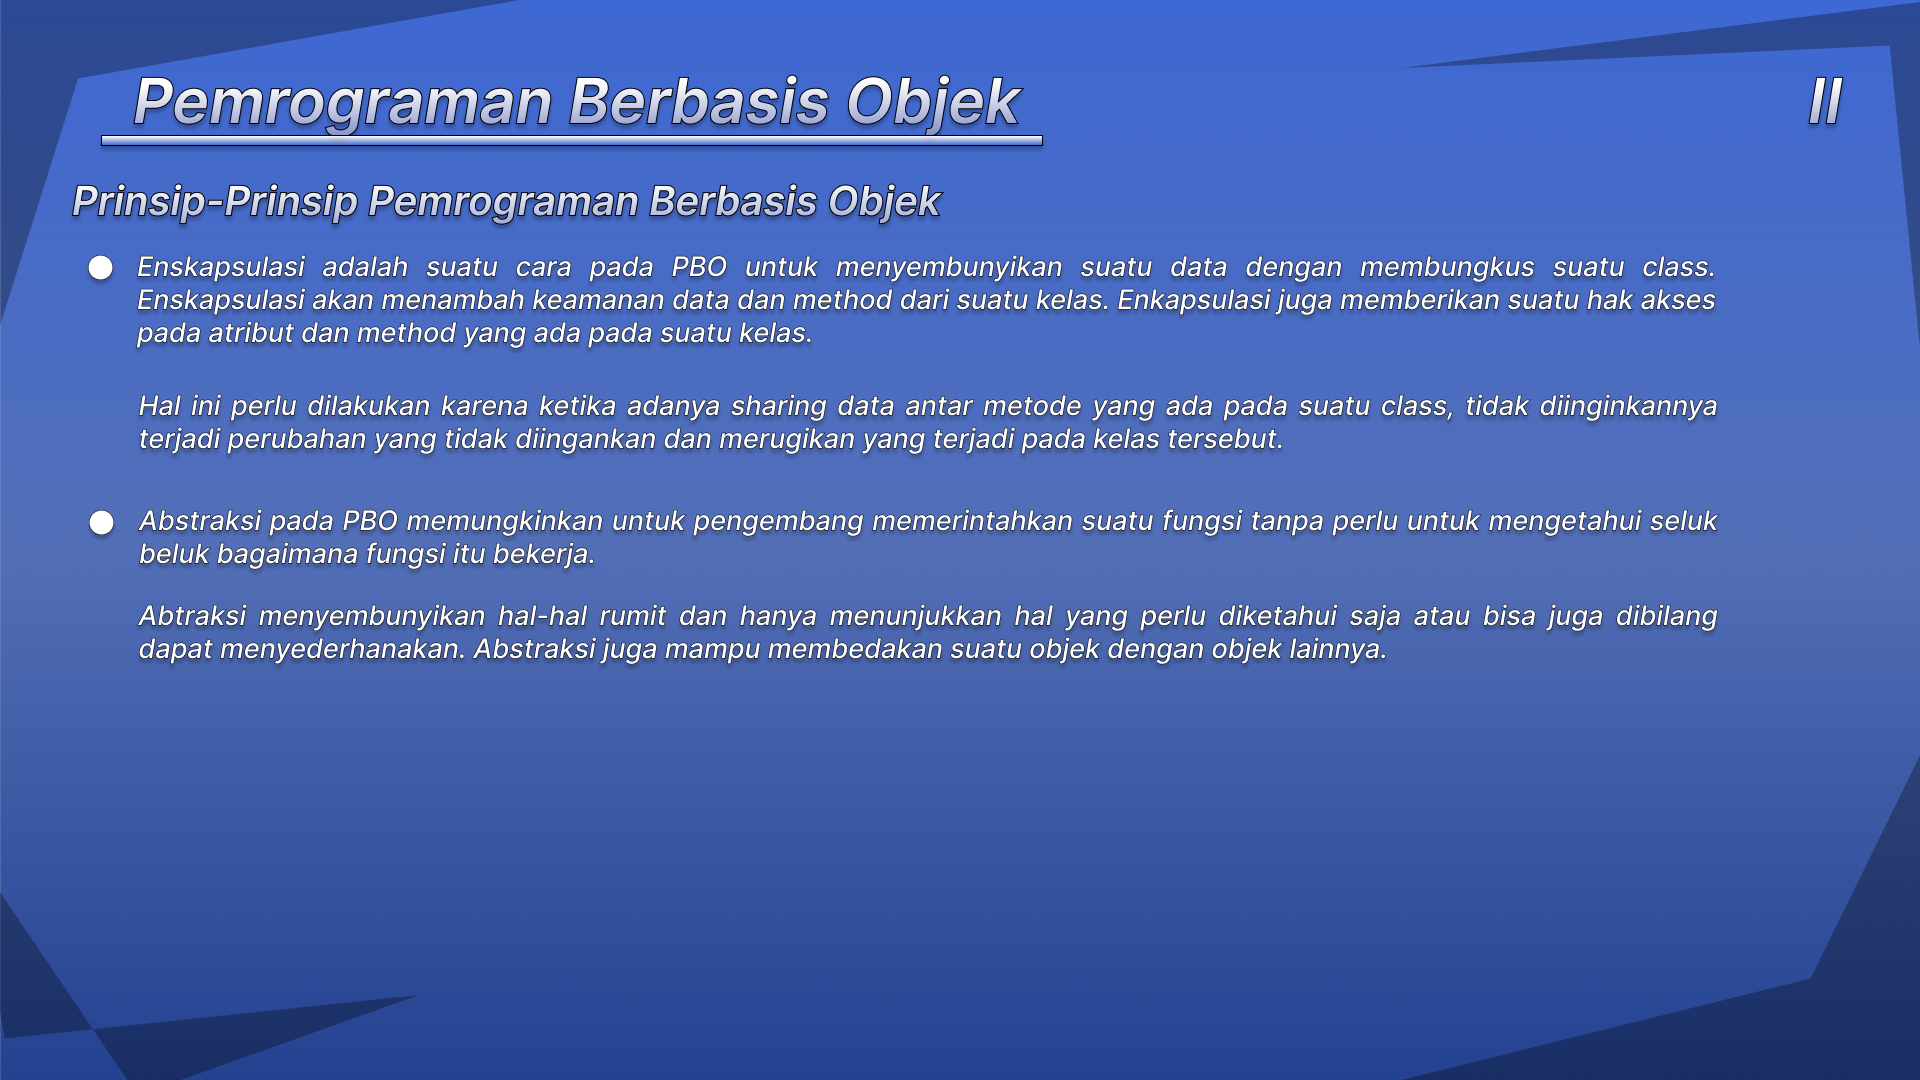 Pemrograman Berbasis Objek
II
Prinsip-Prinsip Pemrograman Berbasis Objek
Enskapsulasi adalah suatu cara pada PBO untuk menyembunyikan suatu data dengan membungkus suatu class.
Enskapsulasi akan menambah keamanan data dan method dari suatu kelas. Enkapsulasi juga memberikan suatu hak akses
pada atribut dan method yang ada pada suatu kelas.
Hal ini perlu dilakukan karena ketika adanya sharing data antar metode yang ada pada suatu class, tidak diinginkannya
terjadi perubahan yang tidak diingankan dan merugikan yang terjadi pada kelas tersebut.
Abstraksi pada PBO memungkinkan untuk pengembang memerintahkan suatu fungsi tanpa perlu untuk mengetahui seluk
beluk bagaimana fungsi itu bekerja.
Abtraksi menyembunyikan hal-hal rumit dan hanya menunjukkan hal yang perlu diketahui saja atau bisa juga dibilang
dapat menyederhanakan. Abstraksi juga mampu membedakan suatu objek dengan objek lainnya.